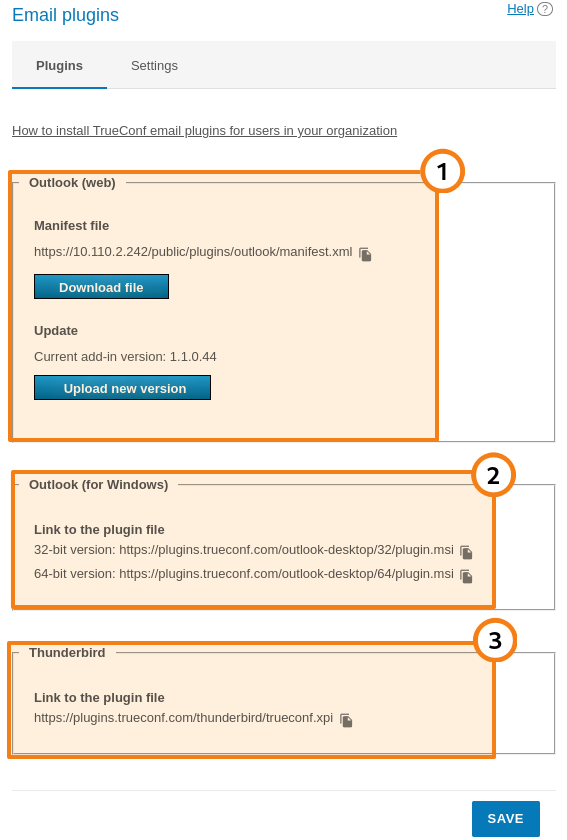 Email plugins
Help ?
Plugins Settings
How to install TrueConf email plugins for users in your organization
1
Outlook (web)
Manifest file
https://10.110.2.242/public/plugins/outlook/manifest.xml
Download file
Update
Current add-in version: 1.1.0.44
Upload new version
2
Outlook (for Windows)
Link to the plugin file
32-bit version: https://plugins.trueconf.com/outlook-desktop/32/plugin.msi
64-bit version: https://plugins.trueconf.com/outlook-desktop/64/plugin.msi
3
Thunderbird
Link to the plugin file
https://plugins.trueconf.com/thunderbird/trueconf.xpi
SAVE